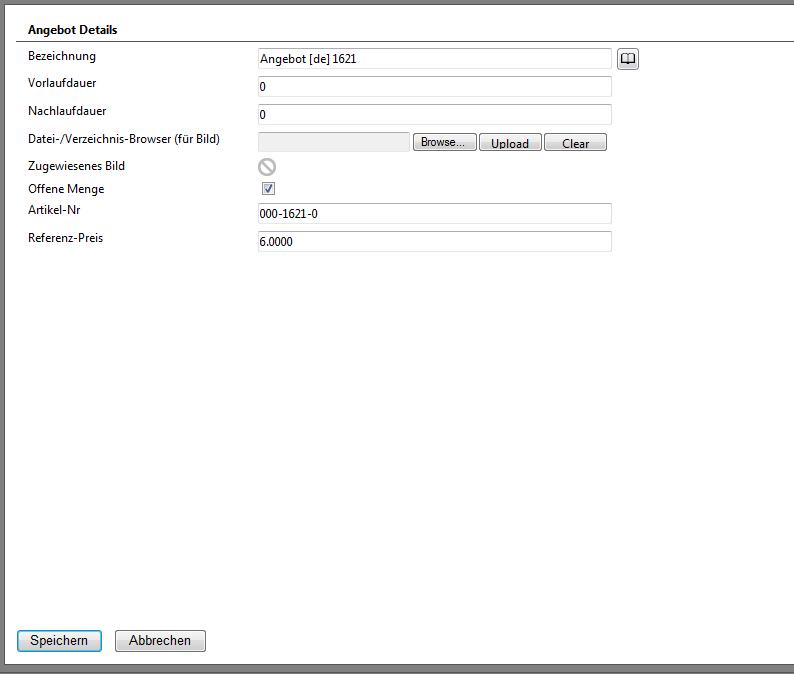 Angebot Details
Bezeichnung Angebot [de] 1621
Vorlaufdauer 0
Nachlaufdauer 0
Datei-/Verzeichnis-Browser (für Bild) Browse... Upload Clear
Zugewiesenes Bild
Offene Menge
Artikel-Nr 000-1621-0
Referenz-Preis 6.0000
Speichern Abbrechen